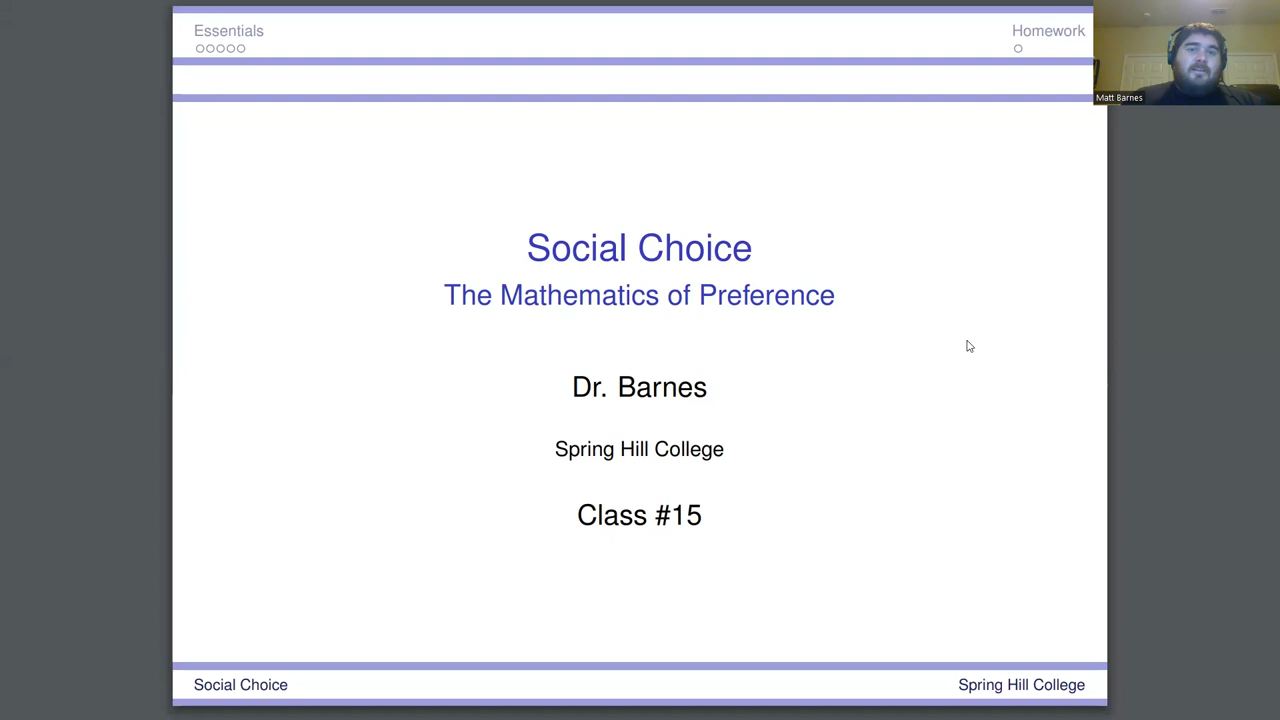 Essentials
Homework
Matt Barnes
Social Choice
The Mathematics of Preference
Dr. Barnes
Spring Hill College
Class #15
Social Choice
Spring Hill College